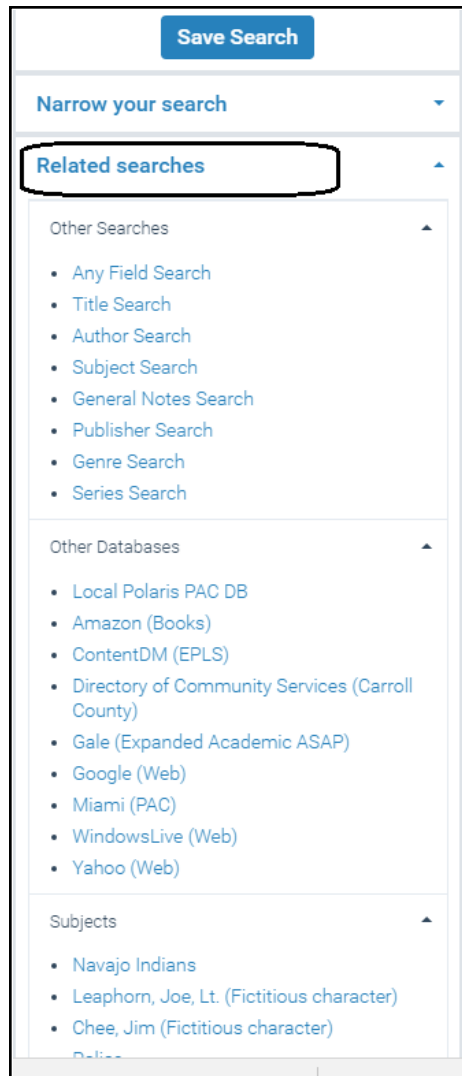 Save Search
Narrow your search
Related searches
Other Searches
Any Field Search
Title Search
Author Search
Subject Search
General Notes Search
Publisher Search
Genre Search
Series Search
Other Databases
Local Polaris PAC DB
Amazon (Books)
ContentDM (EPLS)
Directory of Community Services (Carroll
County)
Gale (Expanded Academic ASAP)
Google (Web)
Miami (PAC)
WindowsLive (Web)
Yahoo (Web)
Subjects
Navajo Indians
Leaphorn, Joe, Lt. (Fictitious character)
Chee, Jim (Fictitious character)